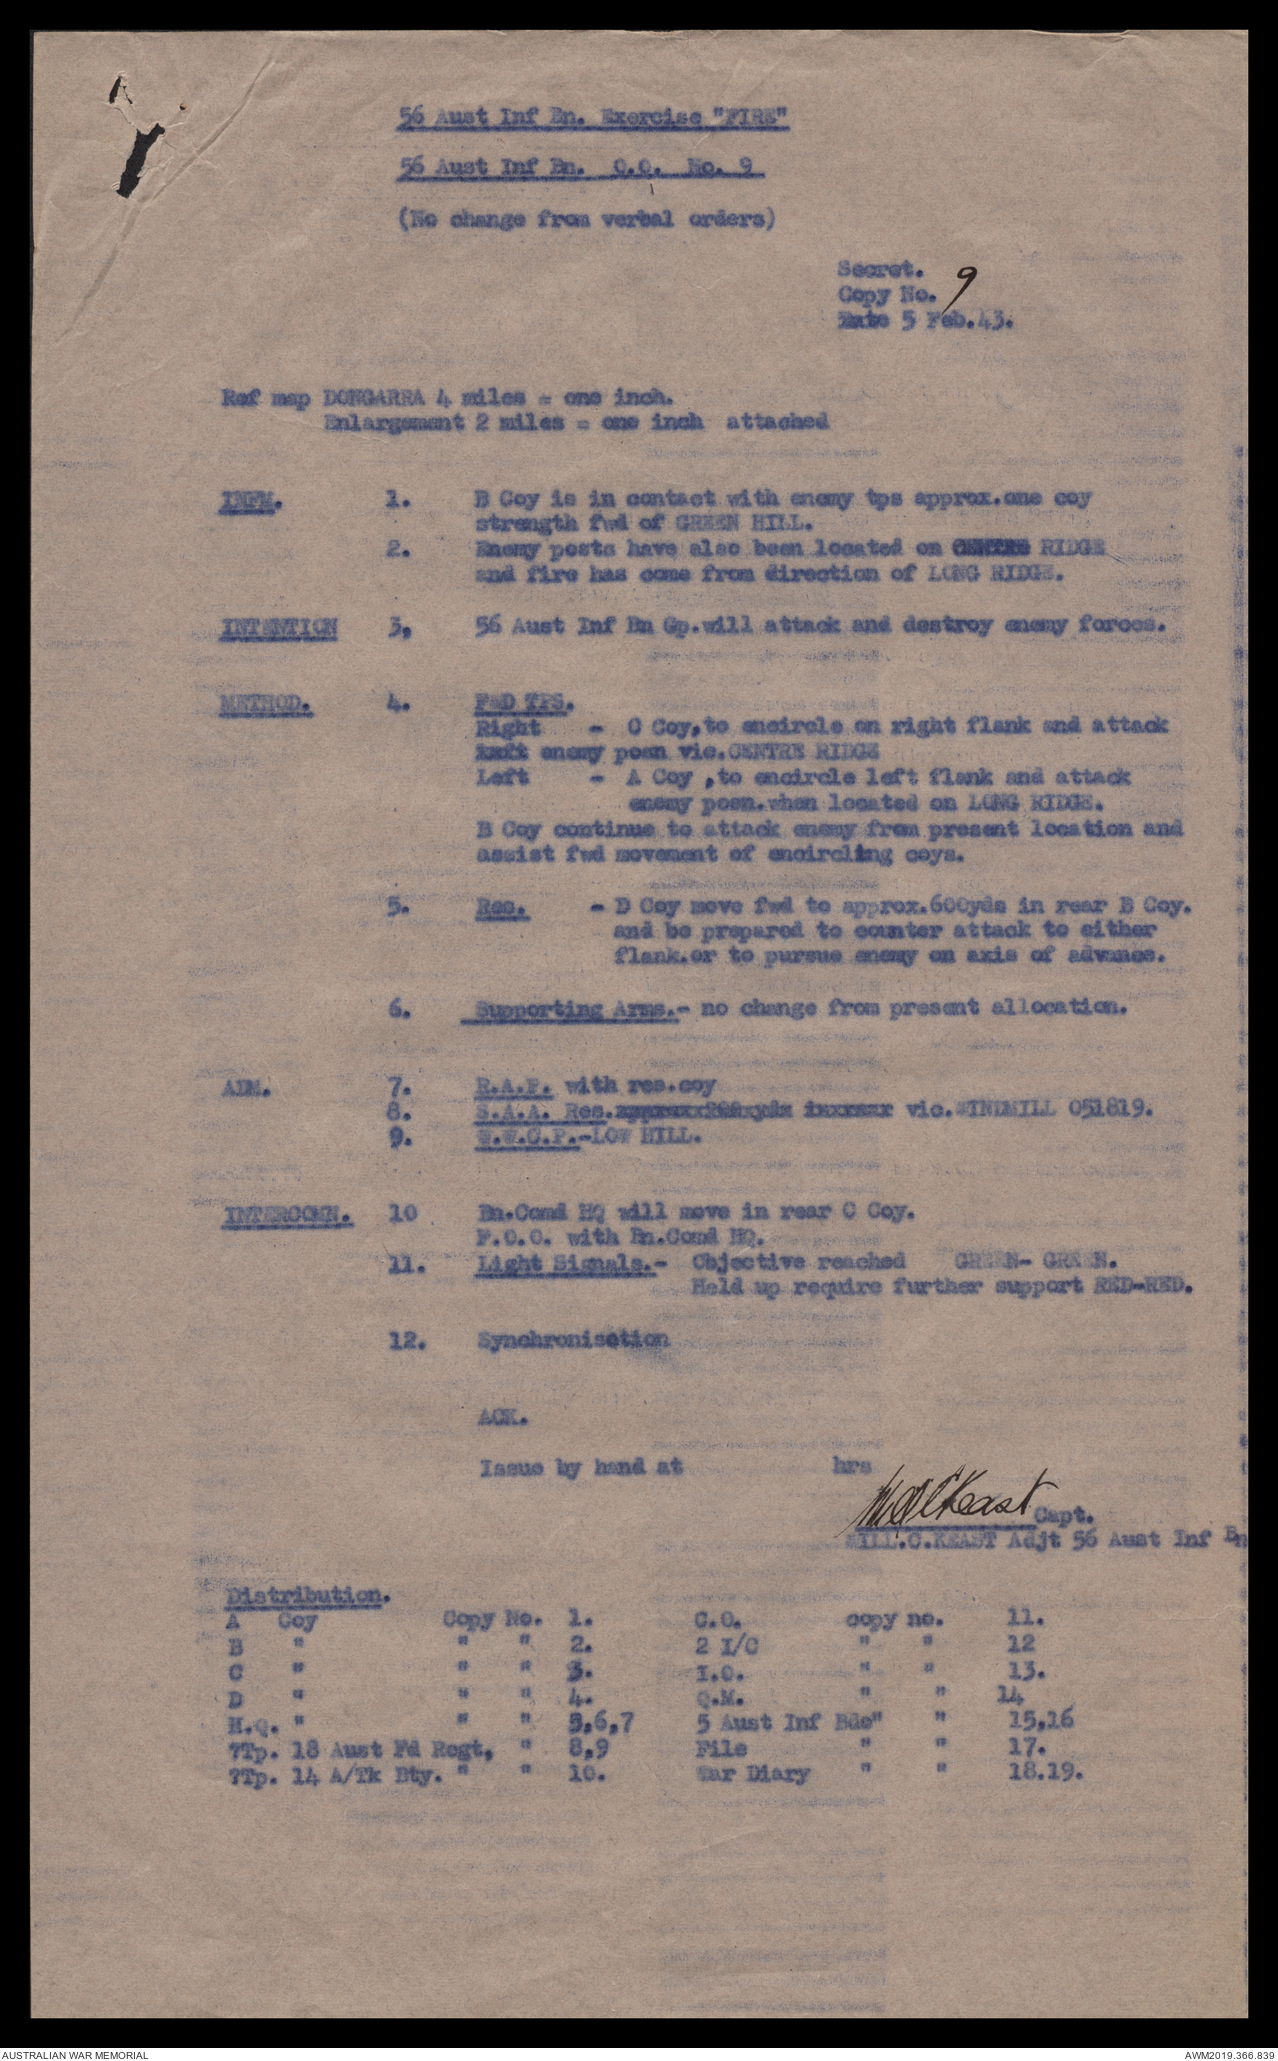 56 Aust Inf Bn. Exercise "FIRE"
56 Aust Inf Bn. O.O. No. 9
(No change from verbal orders)
Secret.
Copy No. 9
Date 5 Feb.43.
Ref map DONGARRA 4 miles = one inch.
Enlargement 2 miles = one inch attached
INFM. 1. B Coy is in contact with enemy tps approx.one coy
strength fwd of GREEN HILL.
2. Enemy posts have also been located on CENTRE RIDGE
and fire has come from direction of LONG RIDGE.
INTENTION 3, 56 Aust Inf Bn Gp.will attack and destroy enemy forces.
METHOD. 4. FWD TPS.
Right - C Coy,to encircle on right flank and attack
enemy posn vic.CENTRE RIDGE
Left - A Coy ,to encircle left flank and attack
enemy posn.when located on LONG RIDGE.
B Coy continue to attack enemy from present location and
assist fwd movement of encircling coys.
5. Res. - D Coy move fwd to approx.600yds in rear B Coy.
and be prepared to counter attack to either
flank.or to pursue enemy on axis of advance.
6. Supporting Arms.- no change from present allocation.
ADM. 7. R.A.P. with res.coy
8. S.A.A. Res. vic.WINDMILL 051819.
9. W.W.C.P.-LOW HILL.
INTERCOMN. 10 Bn.Comd HQ will move in rear C Coy.
F.O.O. with Bn.Comd HQ.
11. Light Signals.- Objective reached GREEN- GREEN.
Held up require further support RED-RED.
12. Synchronisation
ACK.
Issue by hand at hrs
Will C Keast Capt.
WILL.C.KEAST Adjt 56 Aust Inf Bn
Distribution.
A Coy Copy No. 1. C.O. copy no. 11.
B " " " 2. 2 I/C " " 12
C " " " 3. I.O. " " 13.
D " " " 4. Q.M. " " 14
H.Q. " " " 5,6,7 5 Aust Inf Bde" " 15,16
?Tp. 18 Aust Fd Regt, " 8,9 File " " 17.
?Tp. 14 A/Tk Bty. " " 10. War Diary " " 18.19.
AUSTRALIAN WAR MEMORIAL AWM2019.366.839